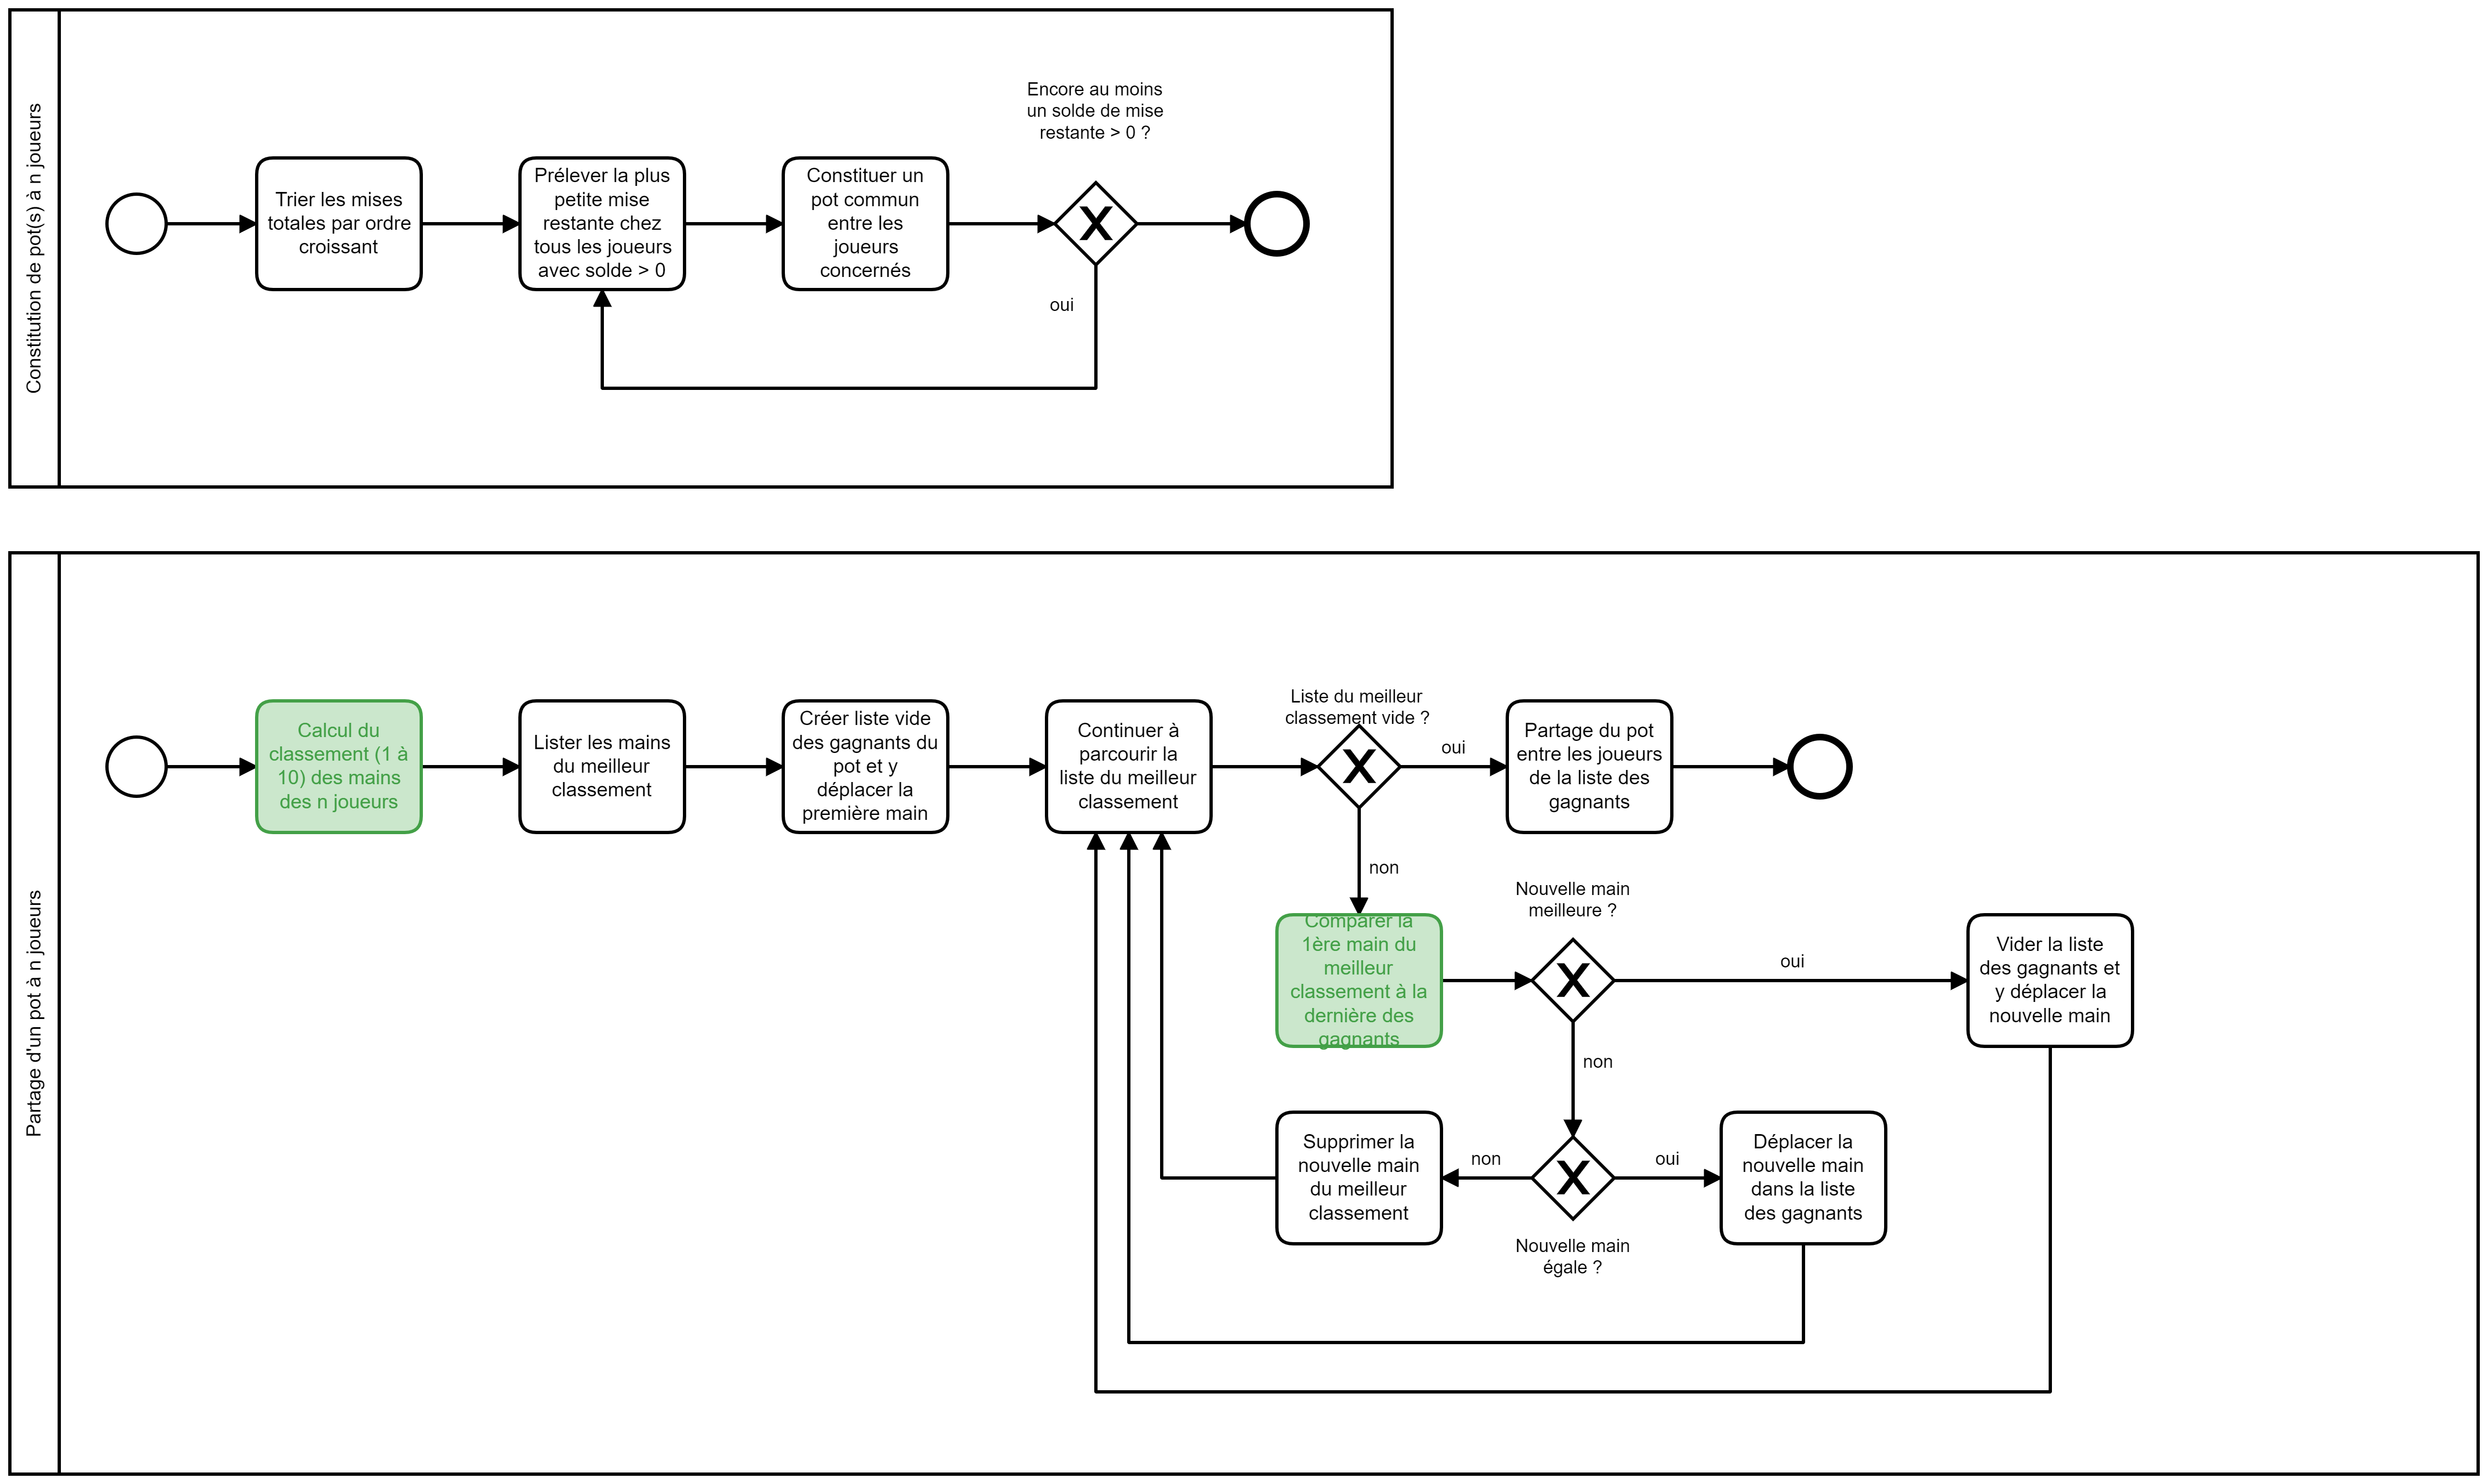 Constitution de pot(s) à n joueurs
Trier les mises
totales par ordre
croissant
Prélever la plus
petite mise
restante chez
tous les joueurs
avec solde > 0
Constituer un
pot commun
entre les
joueurs
concernés
Encore au moins
un solde de mise
restante > 0 ?
X
oui
Partage d'un pot à n joueurs
Calcul du
classement (1 à
10) des mains
des n joueurs
Lister les mains
du meilleur
classement
Créer liste vide
des gagnants du
pot et y
déplacer la
première main
Continuer à
parcourir la
liste du meilleur
classement
Liste du meilleur
classement vide ?
X
oui
Partage du pot
entre les joueurs
de la liste des
gagnants
non
Comparer la
1ère main du
meilleur
classement à la
dernière des
gagnants
Nouvelle main
meilleure ?
X
oui
Vider la liste
des gagnants et
y déplacer la
nouvelle main
non
Supprimer la
nouvelle main
du meilleur
classement
non
X
oui
Nouvelle main
égale ?
Déplacer la
nouvelle main
dans la liste
des gagnants